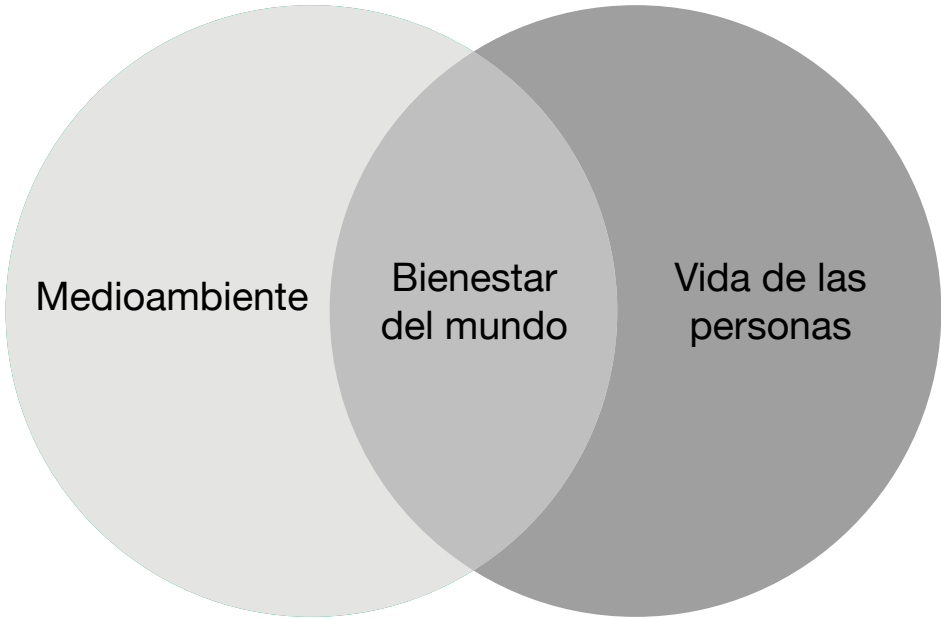 Medioambiente
Bienestar
del mundo
Vida de las
personas